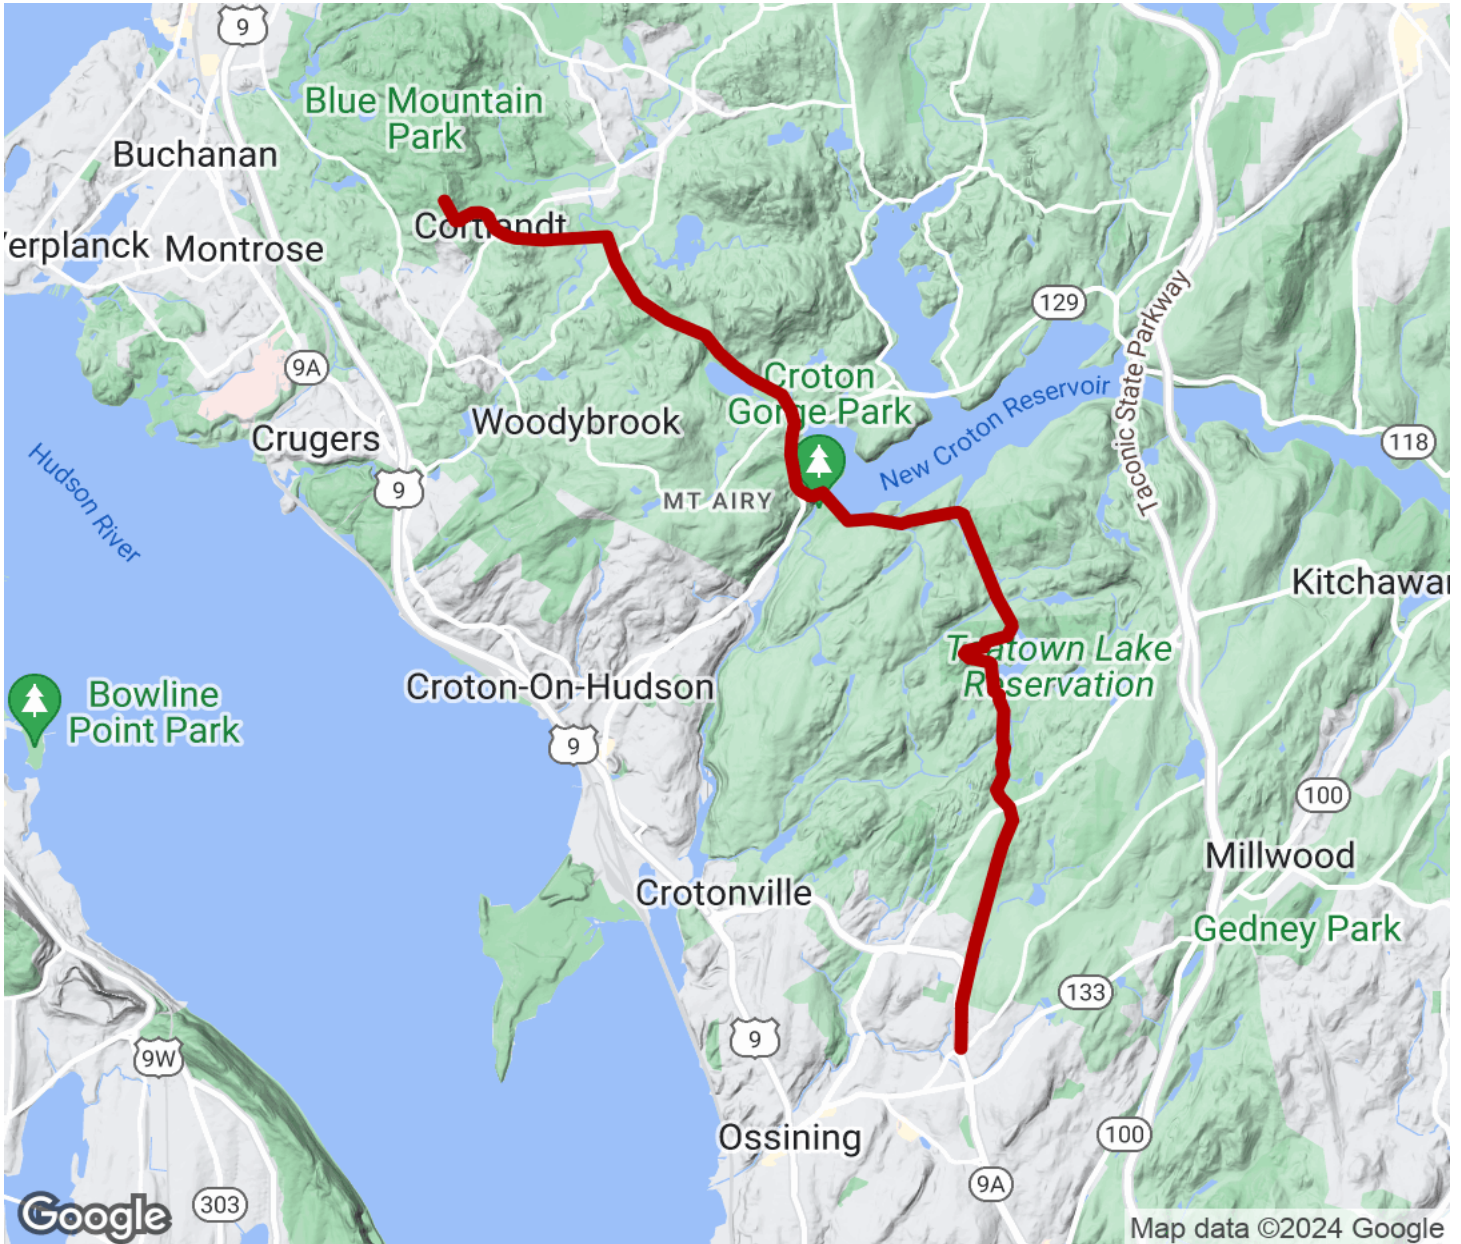 9
Blue Mountain
Park
Buchanan
Cortlandt
erplanck
Montrose
129
9A
Taconic State Parkway
Croton
Gorge Park
New Croton Reservoir
Woodybrook
Crugers
118
Hudson River
9
MT AIRY
Kitchawa
Teatown Lake
Reservation
Croton-On-Hudson
Bowline
Point Park
9
100
Millwood
Crotonville
Gedney Park
133
9
9W
Ossining
100
9A
303
Google
Map data ©2024 Google